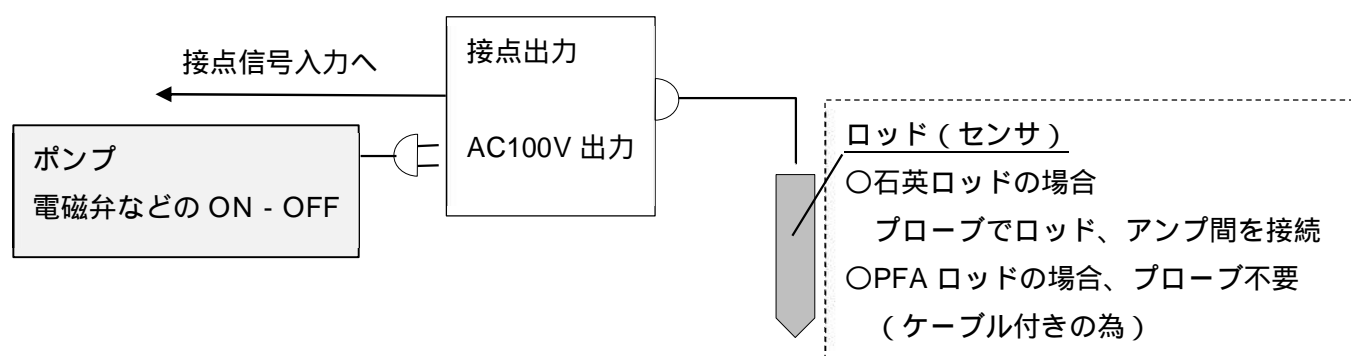 接点信号入力へ
接点出力
AC100V 出力
ポンプ
電磁弁などの ON - OFF
ロッド（センサ）
○石英ロッドの場合
プローブでロッド、アンプ間を接続
○PFA ロッドの場合、プローブ不要
（ケーブル付きの為）